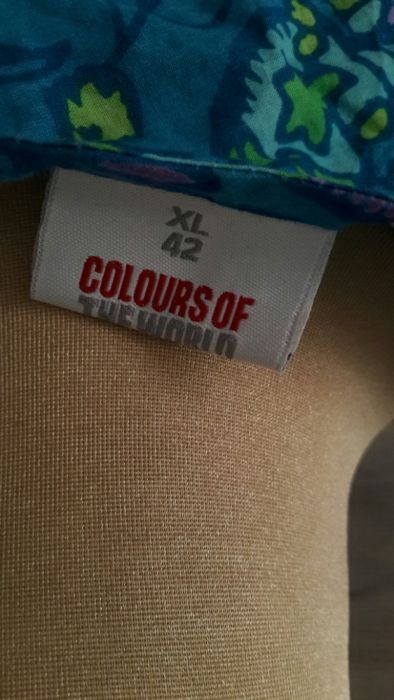 XL
42
COLOURS OF
THE WORLD